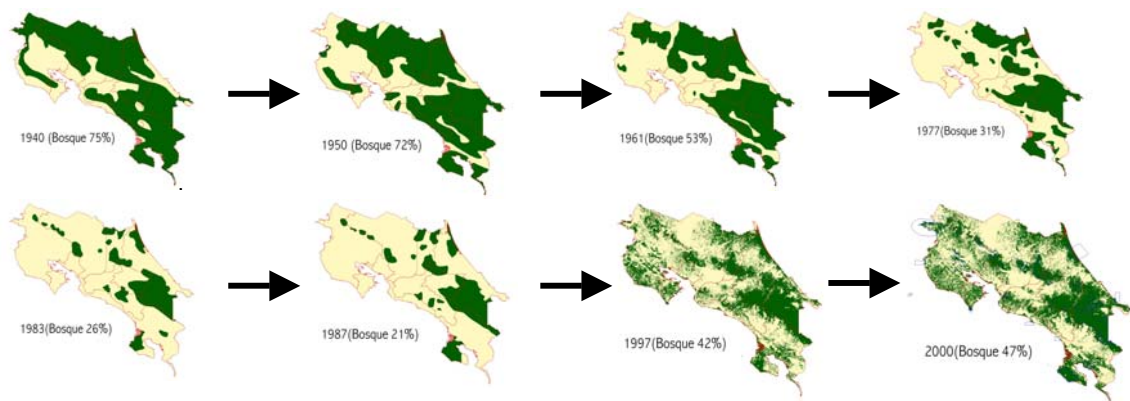 1940 (Bosque 75%)
1950 (Bosque 72%)
1961(Bosque 53%)
1977(Bosque 31%)
1983(Bosque 26%)
1987(Bosque 21%)
1997(Bosque 42%)
2000(Bosque 47%)